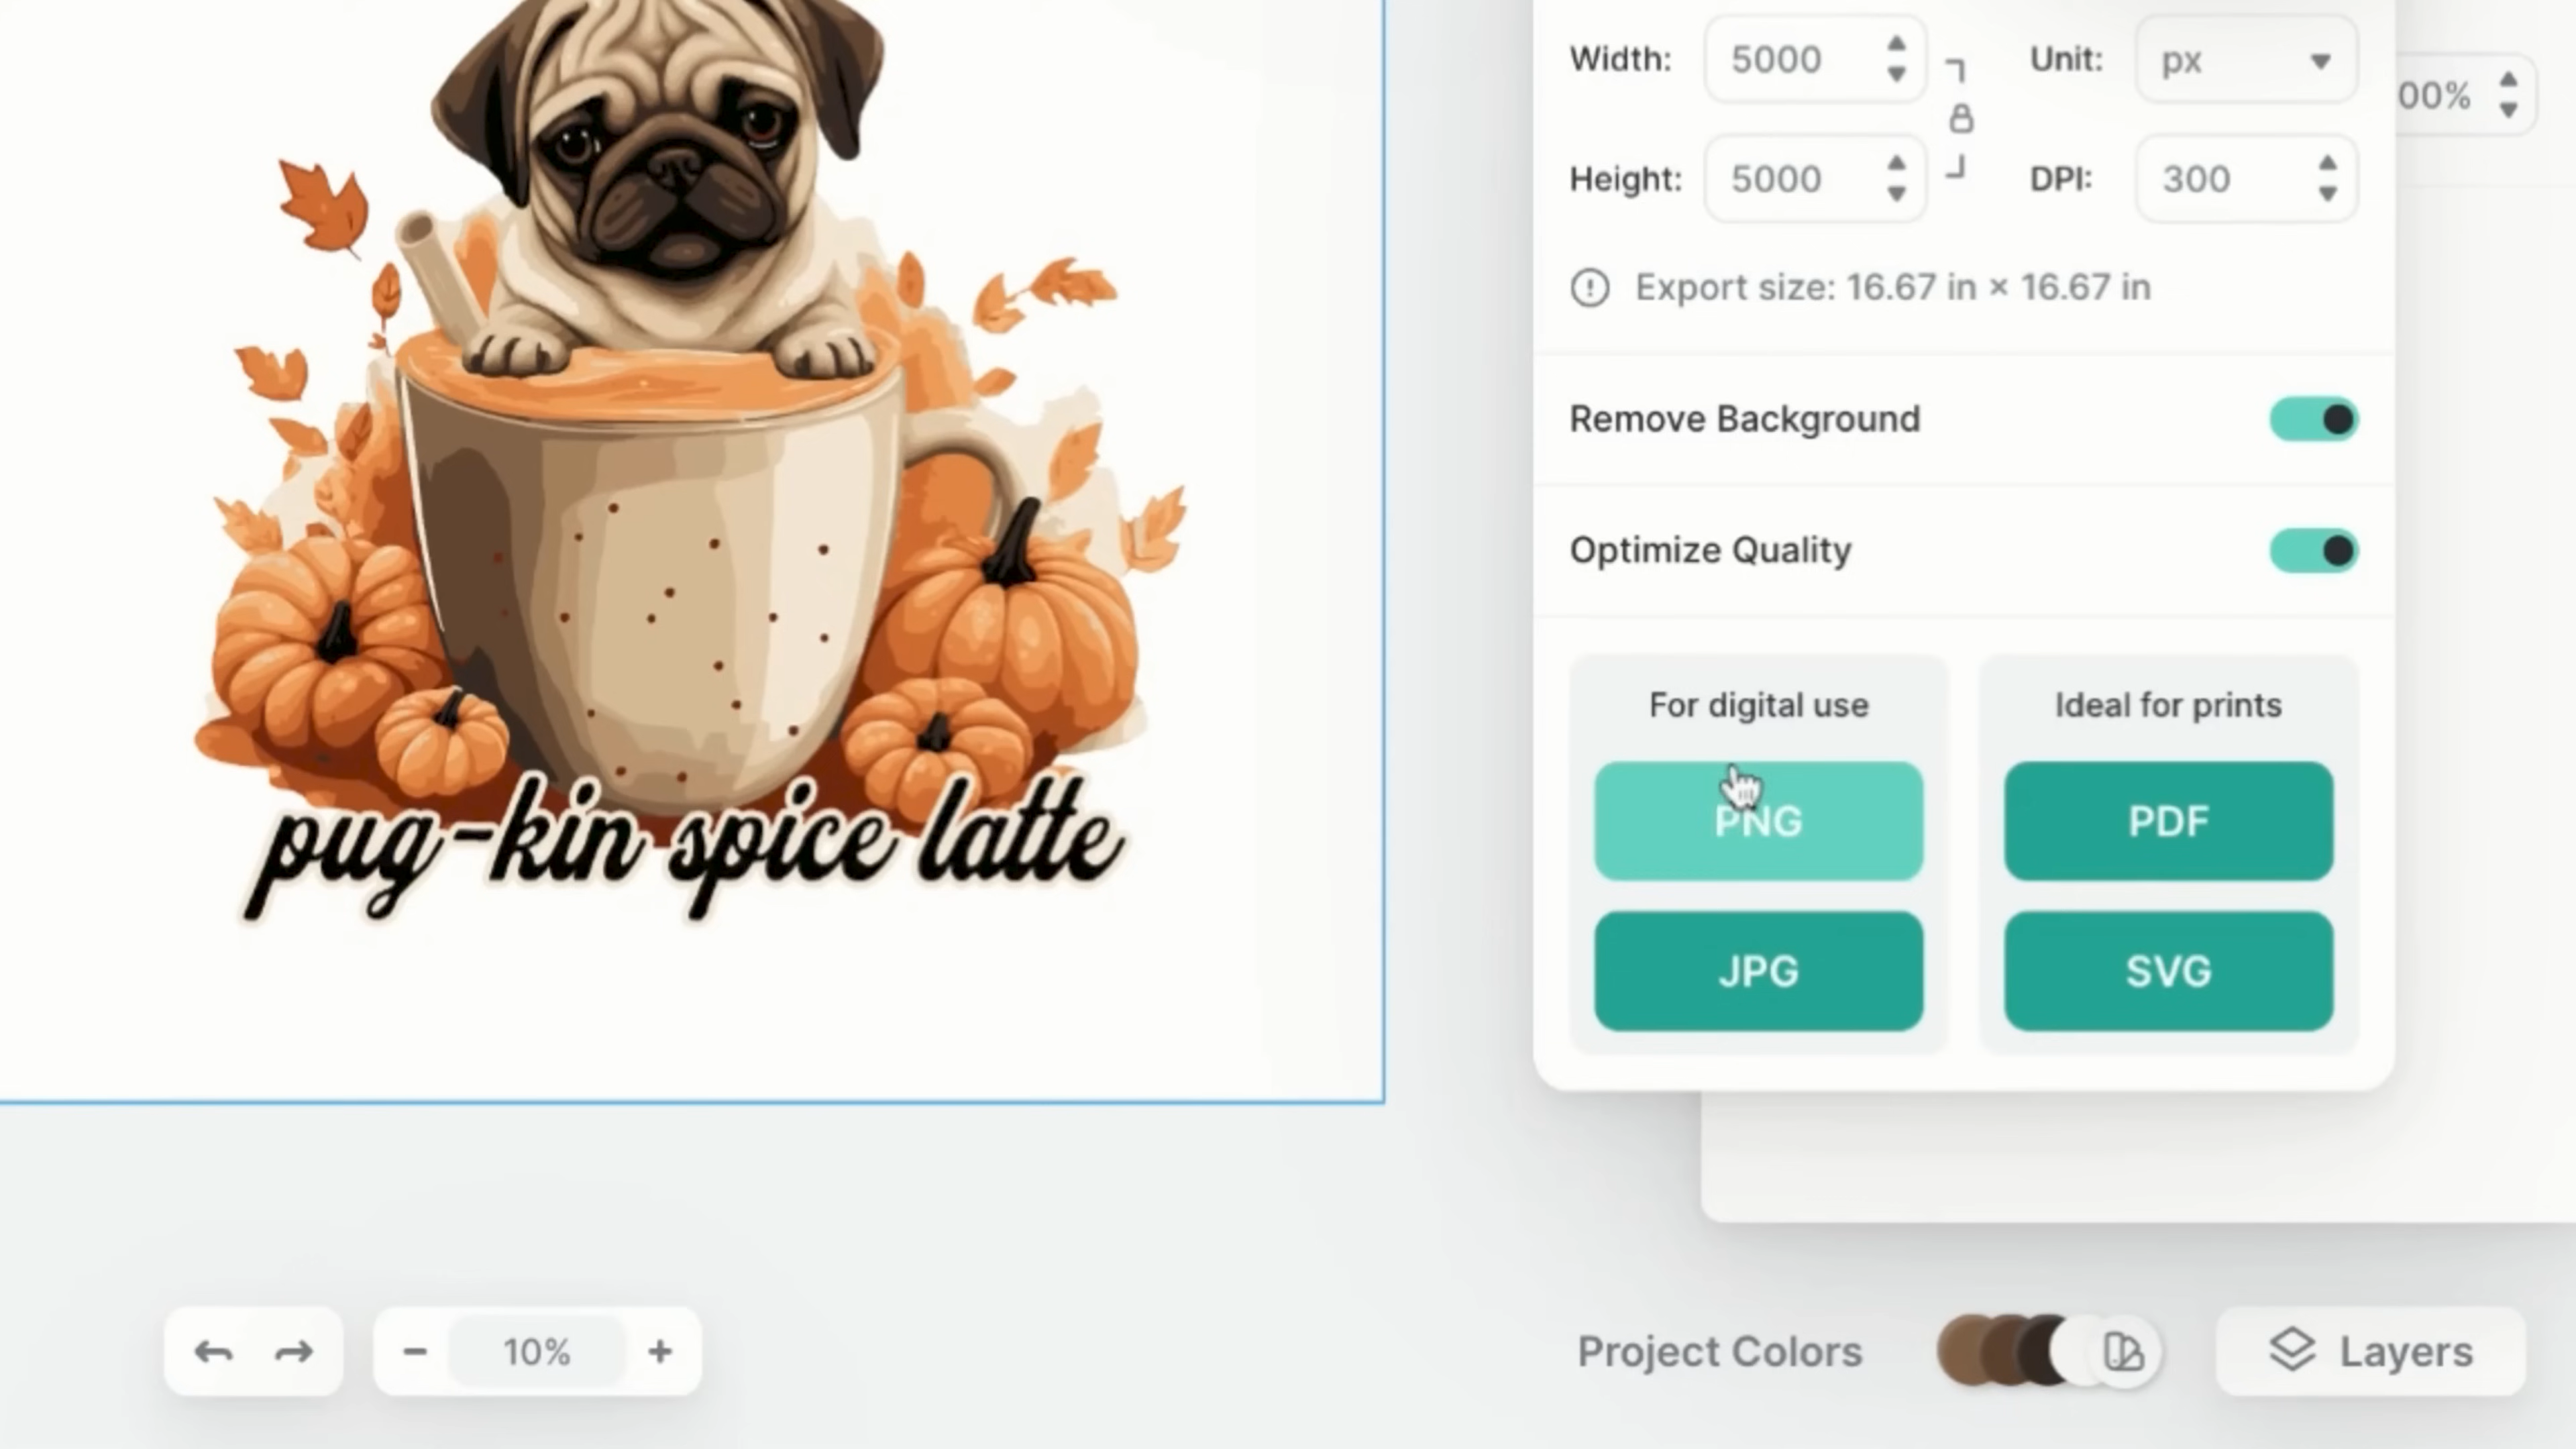 Width: 5000 Unit: px
00%
Height: 5000 DPI: 300
Export size: 16.67 in × 16.67 in
Remove Background
Optimize Quality
For digital use
Ideal for prints
PNG
PDF
JPG
SVG
pug-kin spice latte
10%
Project Colors
Layers